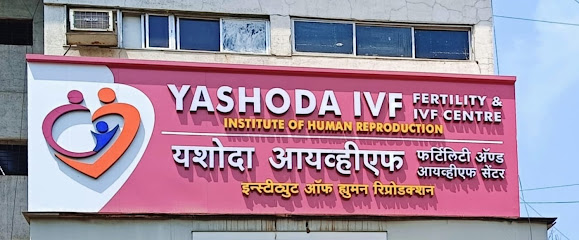 YASHODA IVF FERTILITY & IVF CENTRE
INSTITUTE OF HUMAN REPRODUCTION
यशोदा आयव्हीएफ फर्टिलिटी ॲण्ड आयव्हीएफ सेंटर
इन्स्टीट्युट ऑफ ह्युमन रिप्रोडक्शन